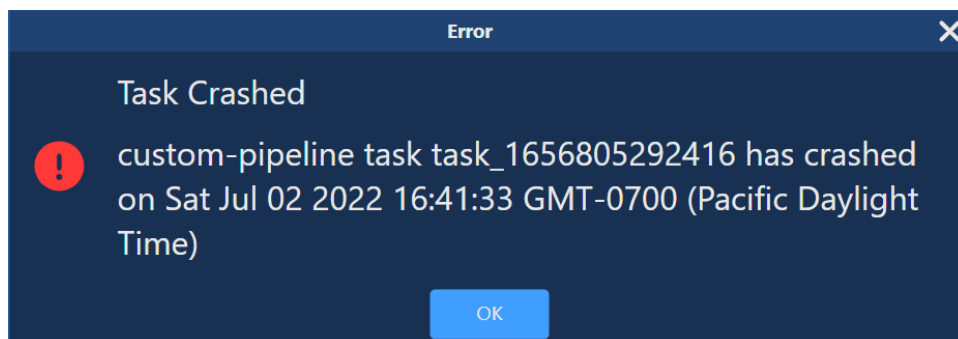 Error
Task Crashed
custom-pipeline task task_1656805292416 has crashed
on Sat Jul 02 2022 16:41:33 GMT-0700 (Pacific Daylight
Time)
OK